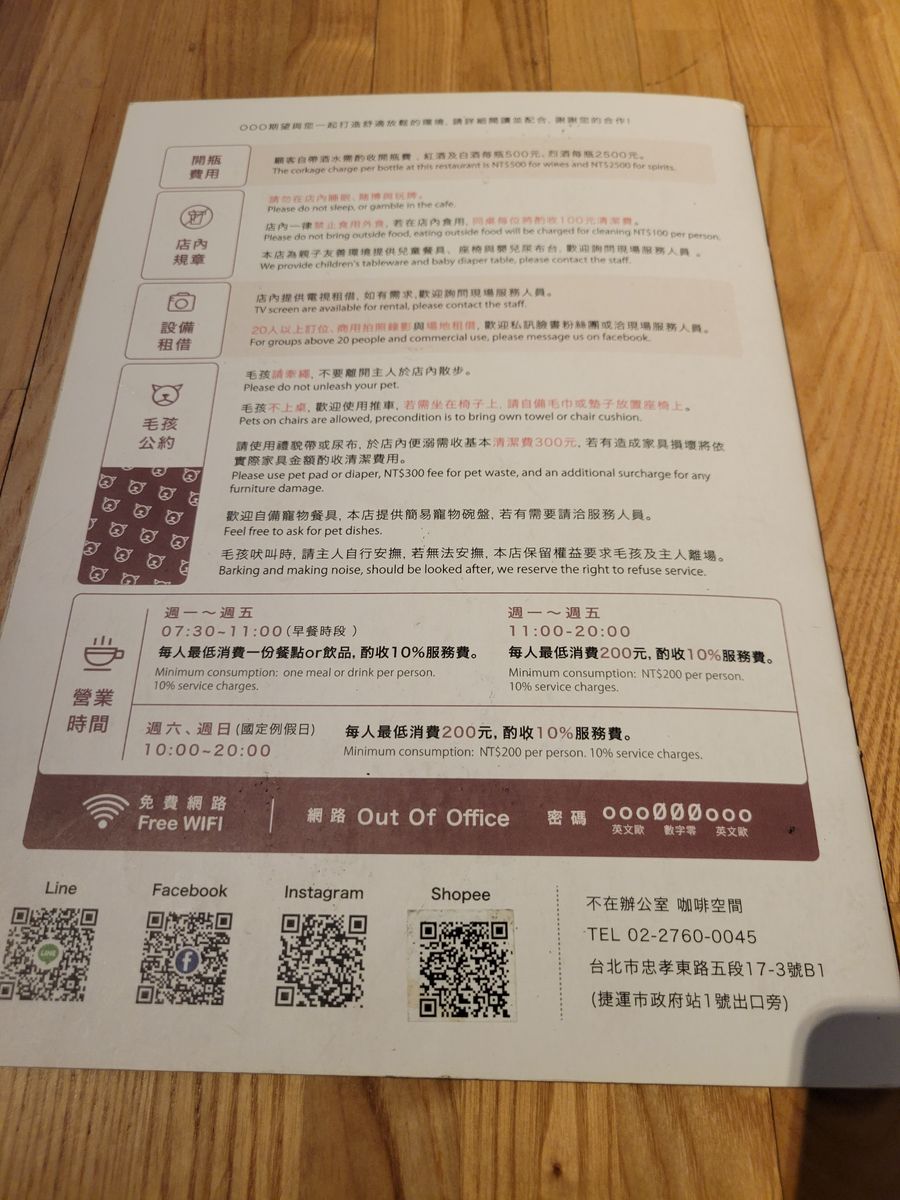 OOO期望與您一起打造舒適放鬆的環境, 請詳細閱讀並配合, 謝謝您的合作!
開瓶
費用
顧客自帶酒水需酌收開瓶費，紅酒及白酒每瓶500元、烈酒每瓶2500元。
The corkage charge per bottle at this restaurant is NT$500 for wines and NT$2500 for spirits.
店內
規章
請勿在店內睡眠、賭博與玩牌。
Please do not sleep, or gamble in the cafe.
店內一律禁止食用外食, 若在店內食用, 同桌每位將酌收100元清潔費。
Please do not bring outside food, eating outside food will be charged for cleaning NT$100 per person.
本店為親子友善環境提供兒童餐具、座椅與嬰兒尿布台, 歡迎詢問現場服務人員。
We provide children's tableware and baby diaper table, please contact the staff.
設備
租借
店內提供電視租借, 如有需求,歡迎詢問現場服務人員。
TV screen are available for rental, please contact the staff.
20人以上訂位、商用拍照錄影與場地租借, 歡迎私訊臉書粉絲團或洽現場服務人員。
For groups above 20 people and commercial use, please message us on facebook.
毛孩
公約
毛孩請牽繩, 不要離開主人於店內散步。
Please do not unleash your pet.
毛孩不上桌, 歡迎使用推車, 若需坐在椅子上, 請自備毛巾或墊子放置座椅上。
Pets on chairs are allowed, precondition is to bring own towel or chair cushion.
請使用禮貌帶或尿布, 於店內便溺需收基本清潔費300元, 若有造成家具損壞將依
實際家具金額酌收清潔費用。
Please use pet pad or diaper, NT$300 fee for pet waste, and an additional surcharge for any
furniture damage.
歡迎自備寵物餐具, 本店提供簡易寵物碗盤, 若有需要請洽服務人員。
Feel free to ask for pet dishes.
毛孩吠叫時, 請主人自行安撫, 若無法安撫, 本店保留權益要求毛孩及主人離場。
Barking and making noise, should be looked after, we reserve the right to refuse service.
營業
時間
週一～週五
07:30~11:00 (早餐時段 )
每人最低消費一份餐點or飲品, 酌收10%服務費。
Minimum consumption: one meal or drink per person.
10% service charges.
週一～週五
11:00-20:00
每人最低消費200元, 酌收10%服務費。
Minimum consumption: NT$200 per person.
10% service charges.
週六、週日 (國定例假日)
10:00~20:00
每人最低消費200元, 酌收10%服務費。
Minimum consumption: NT$200 per person. 10% service charges.
免費網路
Free WIFI
網路 Out Of Office
密碼 oooØØØooo
英文歐 數字零 英文歐
Line
Facebook
Instagram
Shopee
LINE
不在辦公室 咖啡空間
TEL 02-2760-0045
台北市忠孝東路五段17-3號B1
(捷運市政府站1號出口旁)